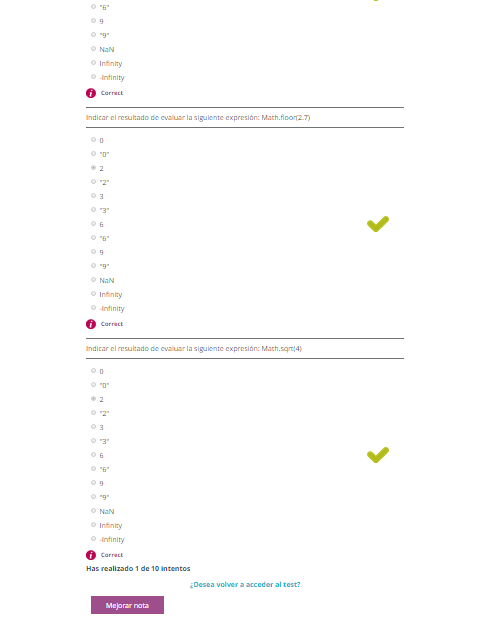 "6"
9
"9"
NaN
Infinity
-Infinity
Correct
Indicar el resultado de evaluar la siguiente expresión: Math.floor(2.7)
0
"0"
2
"2"
3
"3"
6
"6"
9
"9"
NaN
Infinity
-Infinity
Correct
Indicar el resultado de evaluar la siguiente expresión: Math.sqrt(4)
0
"0"
2
"2"
3
"3"
6
"6"
9
"9"
NaN
Infinity
-Infinity
Correct
Has realizado 1 de 10 intentos
¿Desea volver a acceder al test?
Mejorar nota